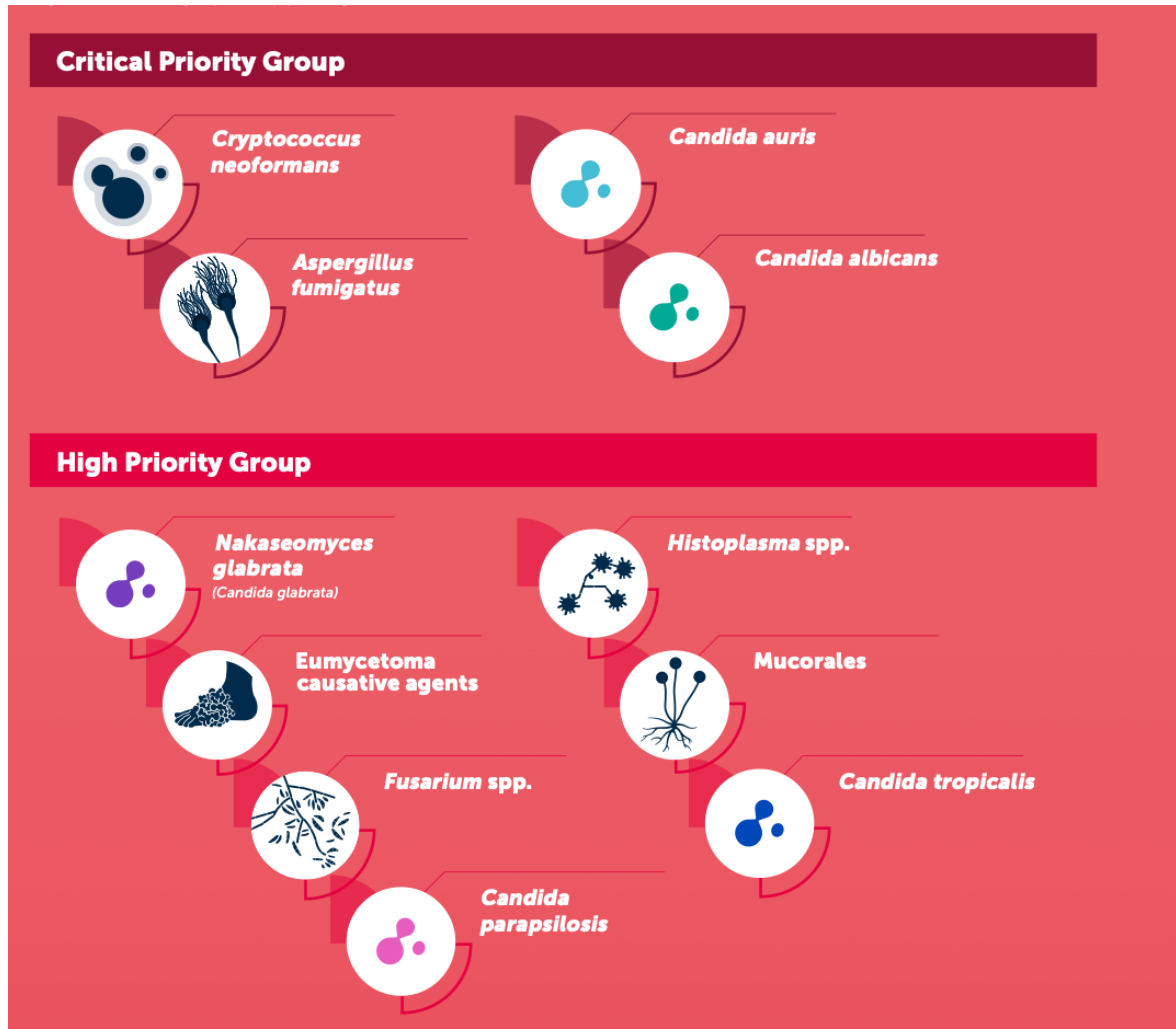 Critical Priority Group
Cryptococcus
neoformans
Aspergillus
fumigatus
Candida auris
Candida albicans
High Priority Group
Nakaseomyces
glabrata
(Candida glabrata)
Eumycetoma
causative agents
Fusarium spp.
Candida
parapsilosis
Histoplasma spp.
Mucorales
Candida tropicalis